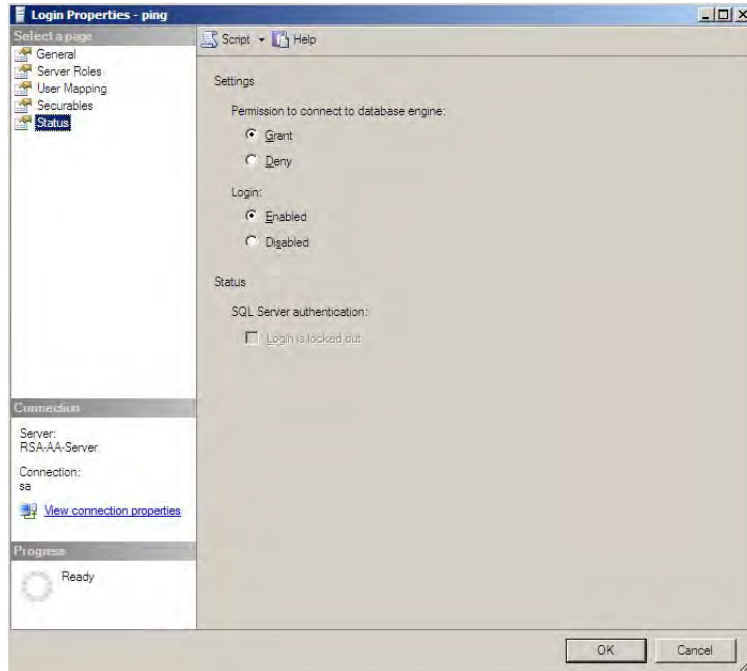 Login Properties - ping
Select a page
General
Server Roles
User Mapping
Securables
Status
Script
Help
Settings
Permission to connect to database engine:
Grant
Deny
Login:
Enabled
Disabled
Status
SQL Server authentication:
Login is locked out
Connection
Server:
RSA-AA-Server
Connection:
sa
View connection properties
Progress
Ready
OK
Cancel